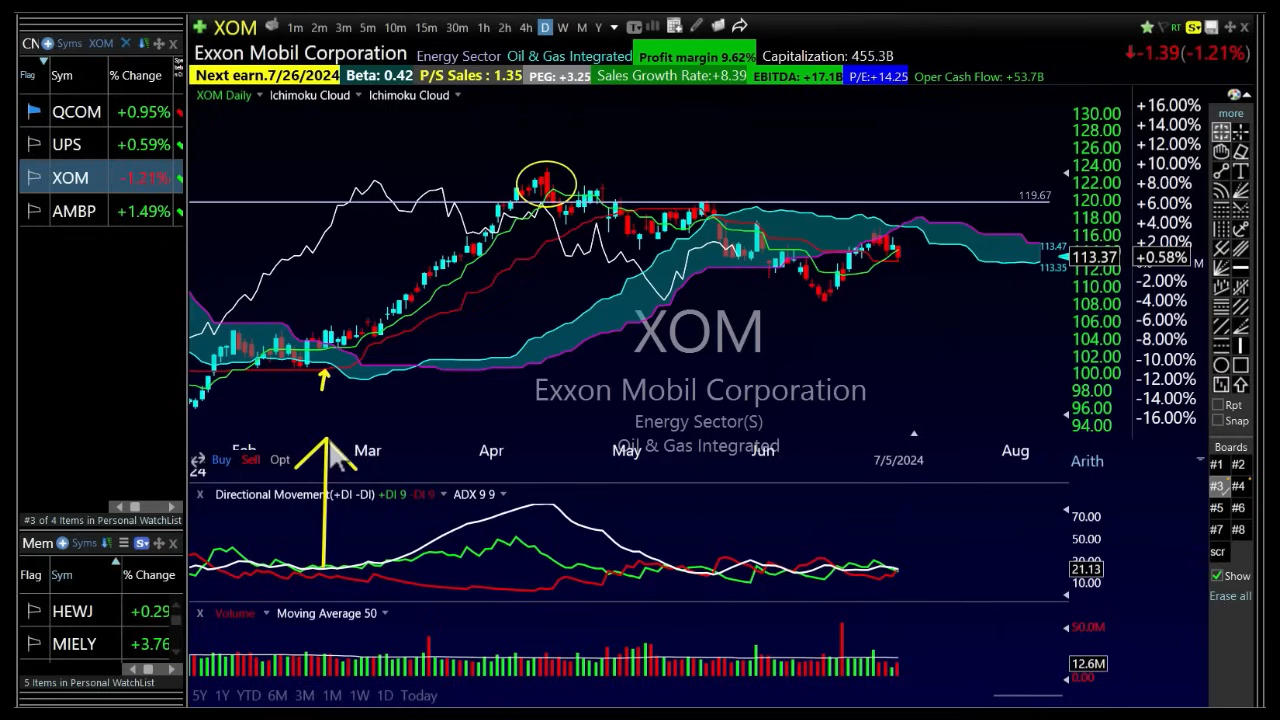 XOM 1m 2m 3m 5m 10m 15m 30m 1h 2h 4h D W M Y RT S
CN Syms XOM
Exxon Mobil Corporation Energy Sector Oil & Gas Integrated Profit margin 9.62% Capitalization: 455.3B -1.39(-1.21%)
Flag Sym % Change
Next earn.7/26/2024 Beta: 0.42 P/S Sales : 1.35 PEG: +3.25 Sales Growth Rate:+8.39 EBITDA: +17.1B P/E:+14.25 Oper Cash Flow: +53.7B
XOM Daily Ichimoku Cloud Ichimoku Cloud
QCOM +0.95%
UPS +0.59%
XOM -1.21%
AMBP +1.49%
130.00
128.00
126.00
124.00
122.00
120.00
118.00
116.00
112.00
110.00
108.00
106.00
104.00
102.00
100.00
98.00
96.00
94.00
+16.00%
+14.00%
+12.00%
+10.00%
+8.00%
+6.00%
+4.00%
+2.00%
-2.00%
-4.00%
-6.00%
-8.00%
-10.00%
-12.00%
-14.00%
-16.00%
119.67
113.47
113.37 +0.58% M
113.35
more
XOM
Exxon Mobil Corporation
Energy Sector(S)
Oil & Gas Integrated
Feb Mar Apr May Jun 7/5/2024 Aug
24
Buy Sell Opt
Arith
Rpt
Snap
Boards
#1 #2
#3 #4
#5 #6
#7 #8
scr
Show
Erase all
Directional Movement(+DI -DI) +DI 9 -DI 9 ADX 9 9
70.00
50.00
30.00
21.13
10.00
Volume Moving Average 50
50.0M
12.6M
0.00
5Y 1Y YTD 6M 3M 1M 1W 1D Today
#3 of 4 Items in Personal WatchList
Mem Syms S
Flag Sym % Change
HEWJ +0.29
MIELY +3.76
5 Items in Personal WatchList